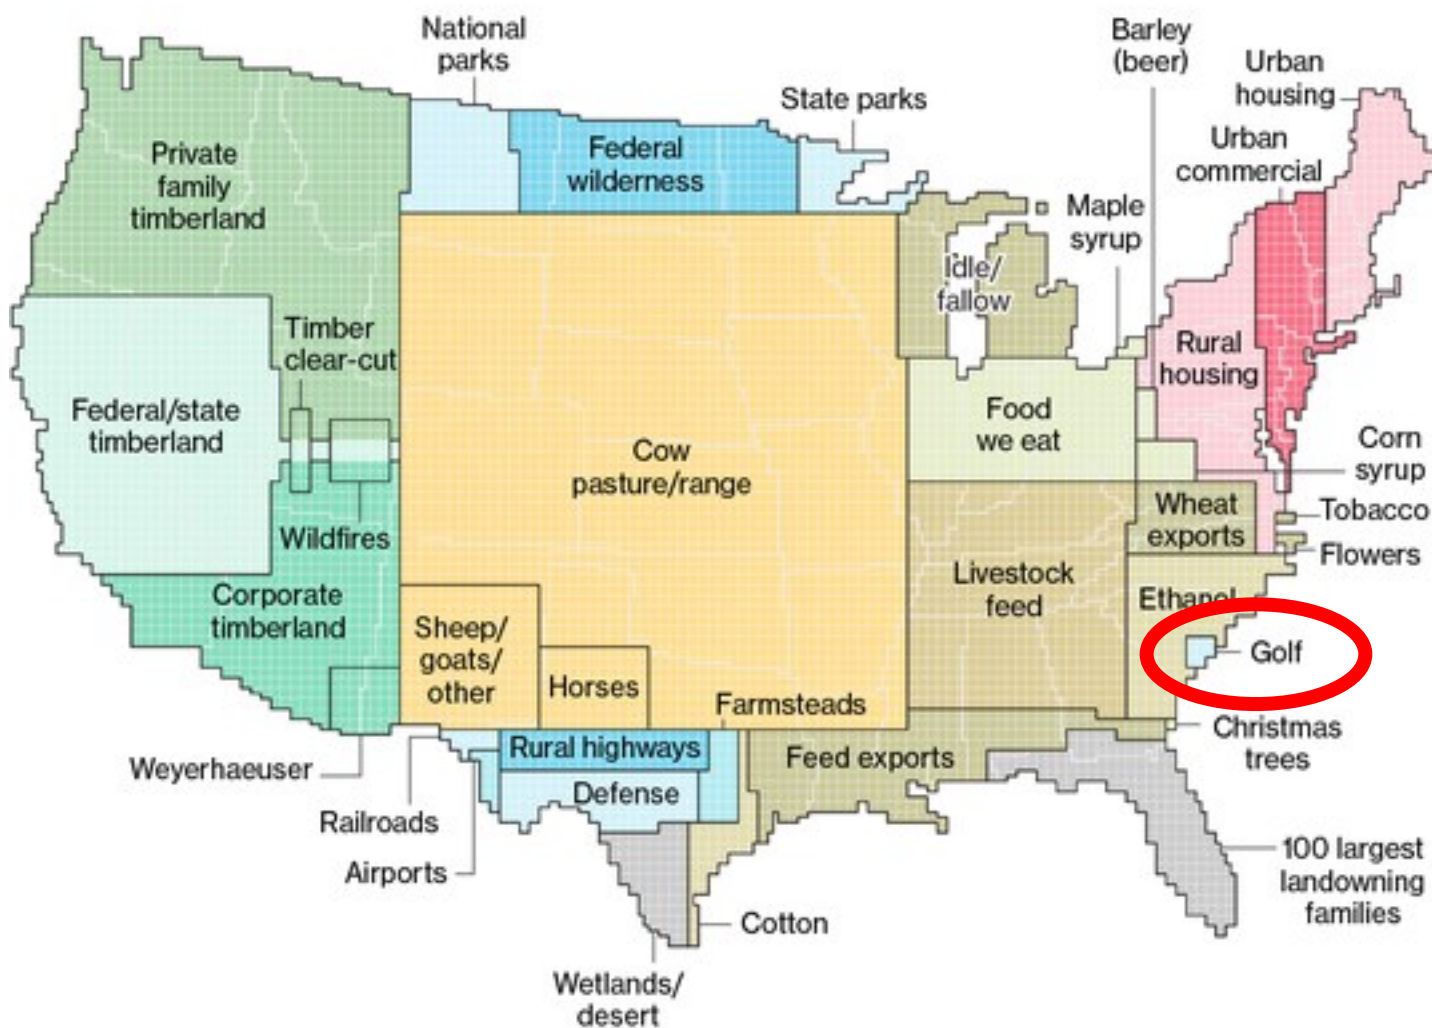 National
parks
Barley
(beer)
Urban
housing
State parks
Urban
commercial
Private
family
timberland
Federal
wilderness
Maple
syrup
Idle/
fallow
Timber
clear-cut
Rural
housing
Federal/state
timberland
Food
we eat
Cow
pasture/range
Corn
syrup
Wheat
exports
Tobacco
Wildfires
Flowers
Livestock
feed
Corporate
timberland
Ethanol
Sheep/
goats/
other
Golf
Horses
Farmsteads
Christmas
trees
Rural highways
Feed exports
Weyerhaeuser
Defense
Railroads
Airports
100 largest
landowning
families
Cotton
Wetlands/
desert